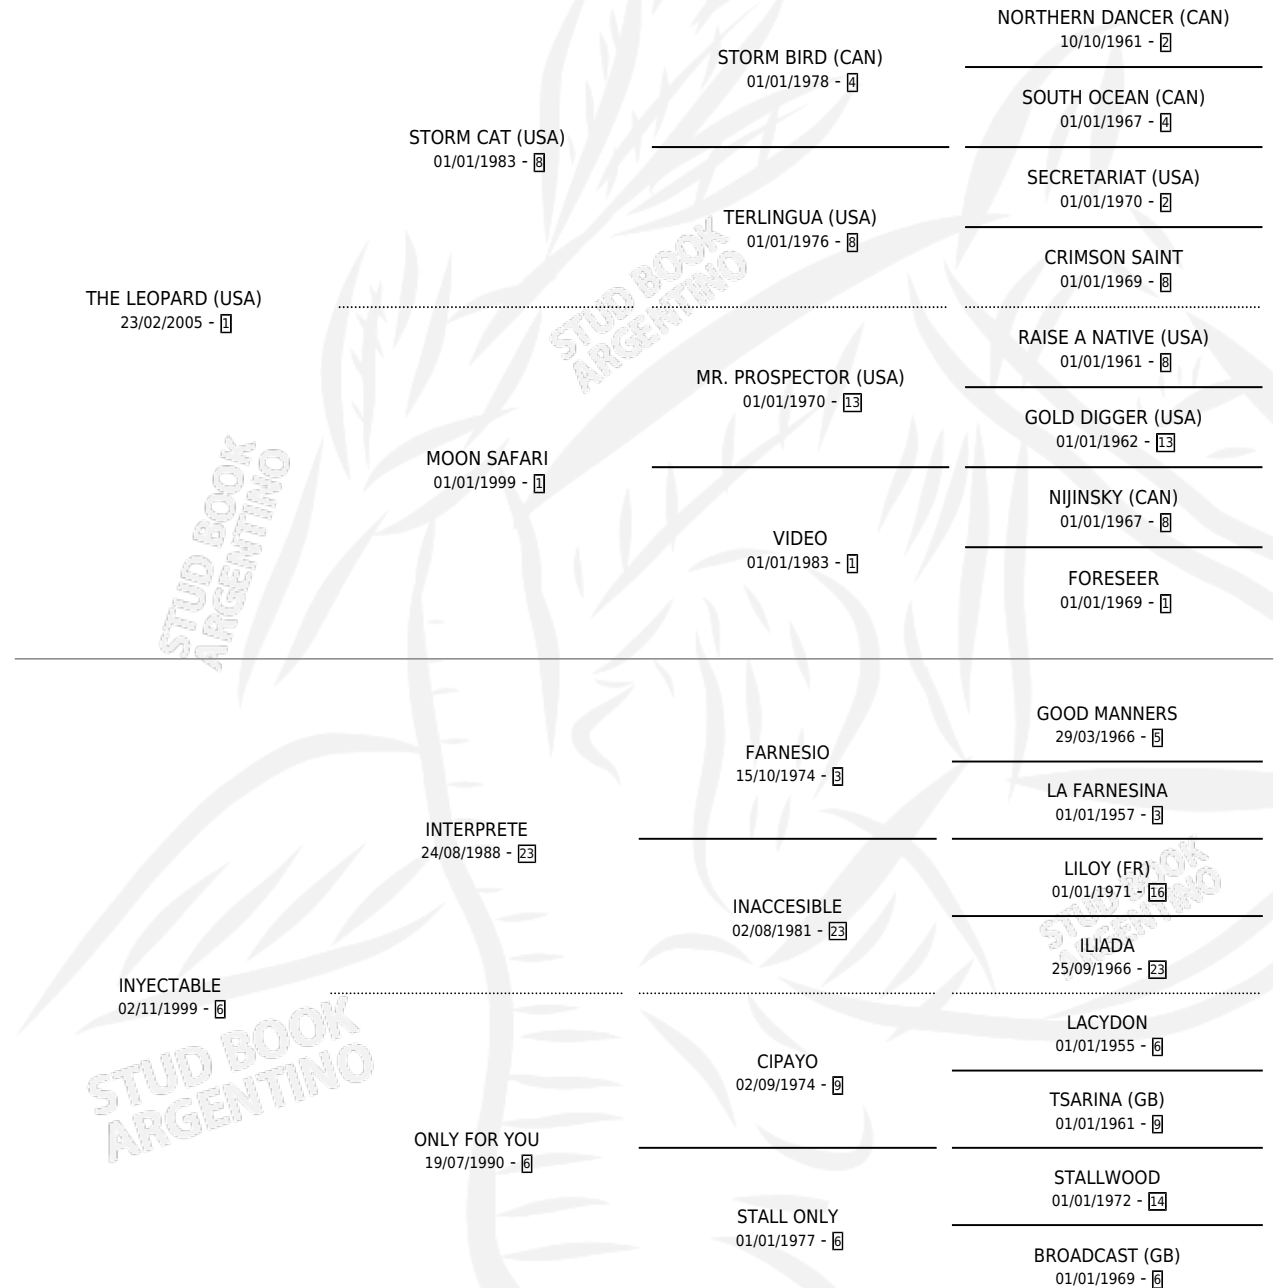 NORTHERN DANCER (CAN)
10/10/1961 - 2
STORM BIRD (CAN)
01/01/1978 - 4
SOUTH OCEAN (CAN)
01/01/1967 - 4
STORM CAT (USA)
01/01/1983 - 8
SECRETARIAT (USA)
01/01/1970 - 2
TERLINGUA (USA)
01/01/1976 - 8
CRIMSON SAINT
01/01/1969 - 8
THE LEOPARD (USA)
23/02/2005 - 1
STUD BOOK
ARGENTINO
RAISE A NATIVE (USA)
01/01/1961 - 8
MR. PROSPECTOR (USA)
01/01/1970 - 13
GOLD DIGGER (USA)
01/01/1962 - 13
MOON SAFARI
01/01/1999 - 1
NIJINSKY (CAN)
01/01/1967 - 8
VIDEO
01/01/1983 - 1
FORESEER
01/01/1969 - 1
STUD BOOK
ARGENTINO
GOOD MANNERS
29/03/1966 - 5
FARNESIO
15/10/1974 - 3
LA FARNESINA
01/01/1957 - 3
INTERPRETE
24/08/1988 - 23
LILOY (FR)
01/01/1971 - 16
INACCESIBLE
02/08/1981 - 23
STUD BOOK
ARGENTINO
ILIADA
25/09/1966 - 23
INYECTABLE
02/11/1999 - 6
STUD BOOK
ARGENTINO
LACYDON
01/01/1955 - 6
CIPAYO
02/09/1974 - 9
TSARINA (GB)
01/01/1961 - 9
ONLY FOR YOU
19/07/1990 - 6
STALLWOOD
01/01/1972 - 14
STALL ONLY
01/01/1977 - 6
BROADCAST (GB)
01/01/1969 - 6